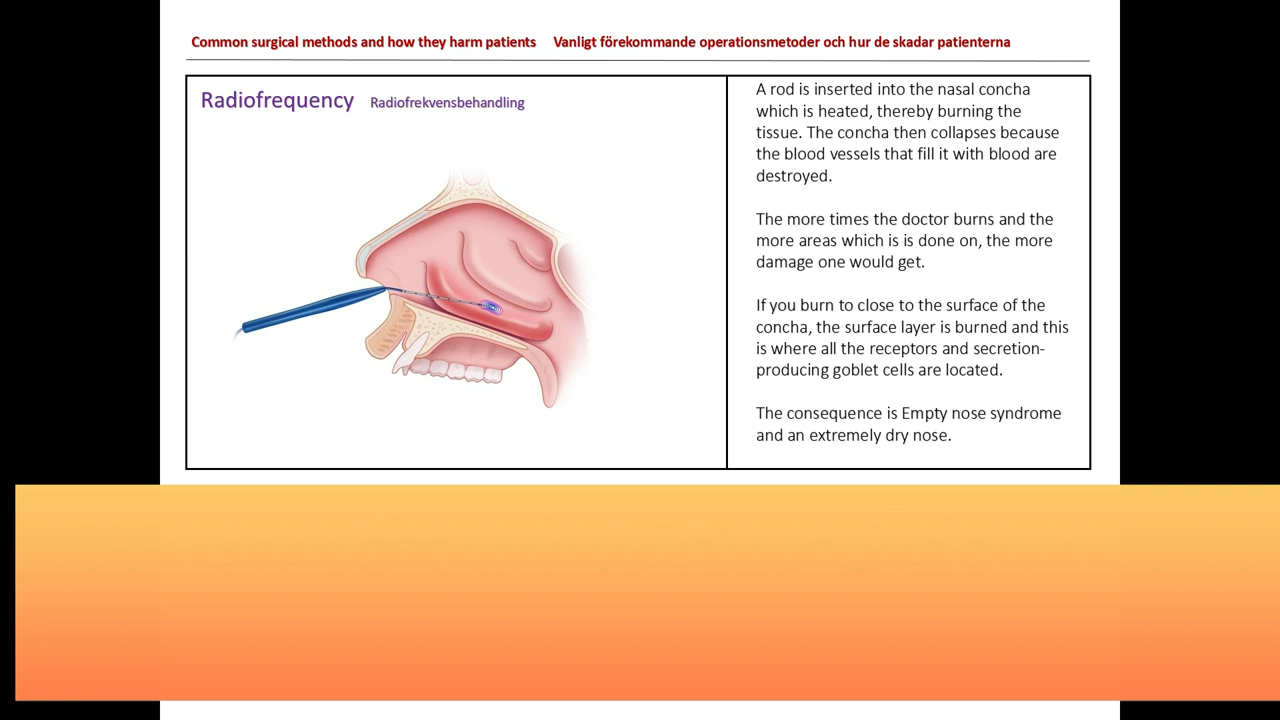 Common surgical methods and how they harm patients Vanligt förekommande operationsmetoder och hur de skadar patienterna
Radiofrequency Radiofrekvensbehandling
A rod is inserted into the nasal concha
which is heated, thereby burning the
tissue. The concha then collapses because
the blood vessels that fill it with blood are
destroyed.
The more times the doctor burns and the
more areas which is is done on, the more
damage one would get.
If you burn to close to the surface of the
concha, the surface layer is burned and this
is where all the receptors and secretion-
producing goblet cells are located.
The consequence is Empty nose syndrome
and an extremely dry nose.